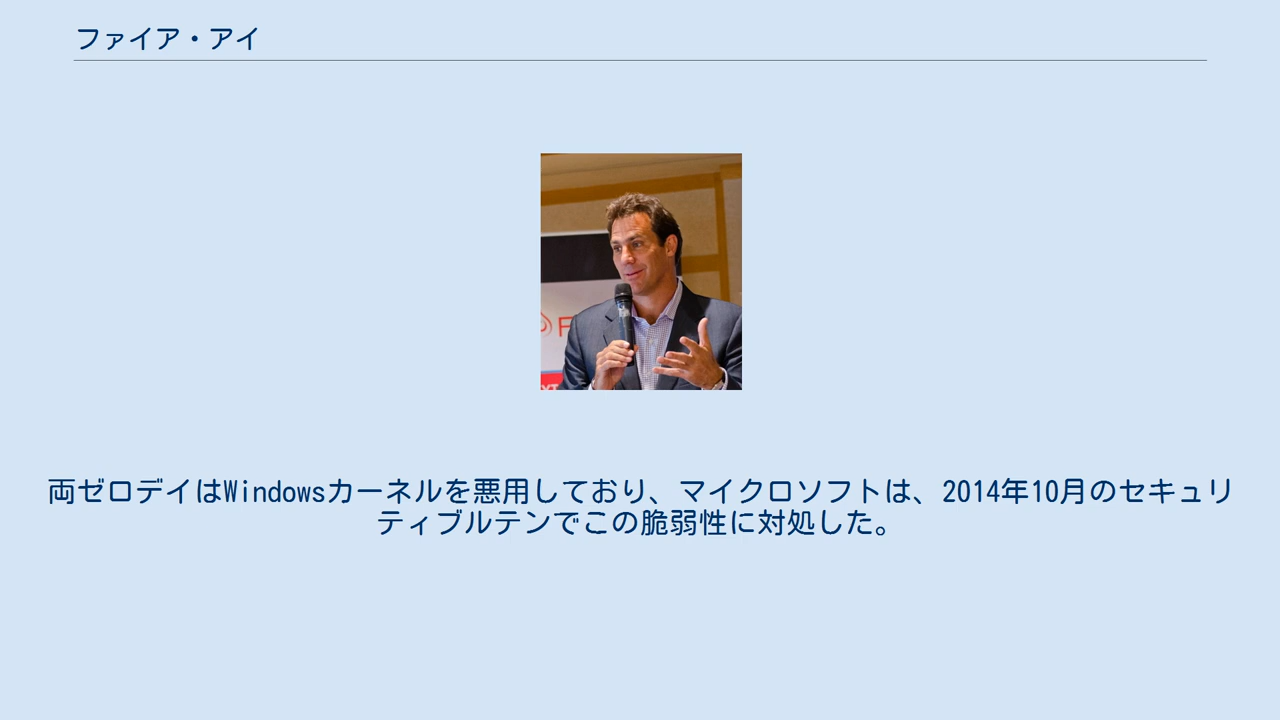 ファイア・アイ
F
両ゼロデイはWindowsカーネルを悪用しており、マイクロソフトは、2014年10月のセキュリ
ティブルテンでこの脆弱性に対処した。